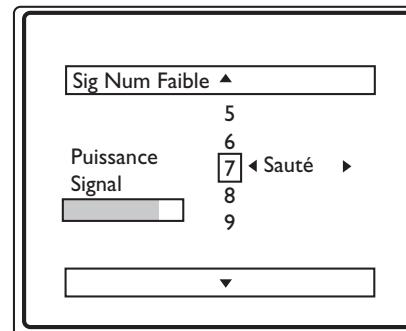 Sig Num Faible ▲
5
6
Puissance
Signal
7 ◀ Sauté ▶
8
9
▼